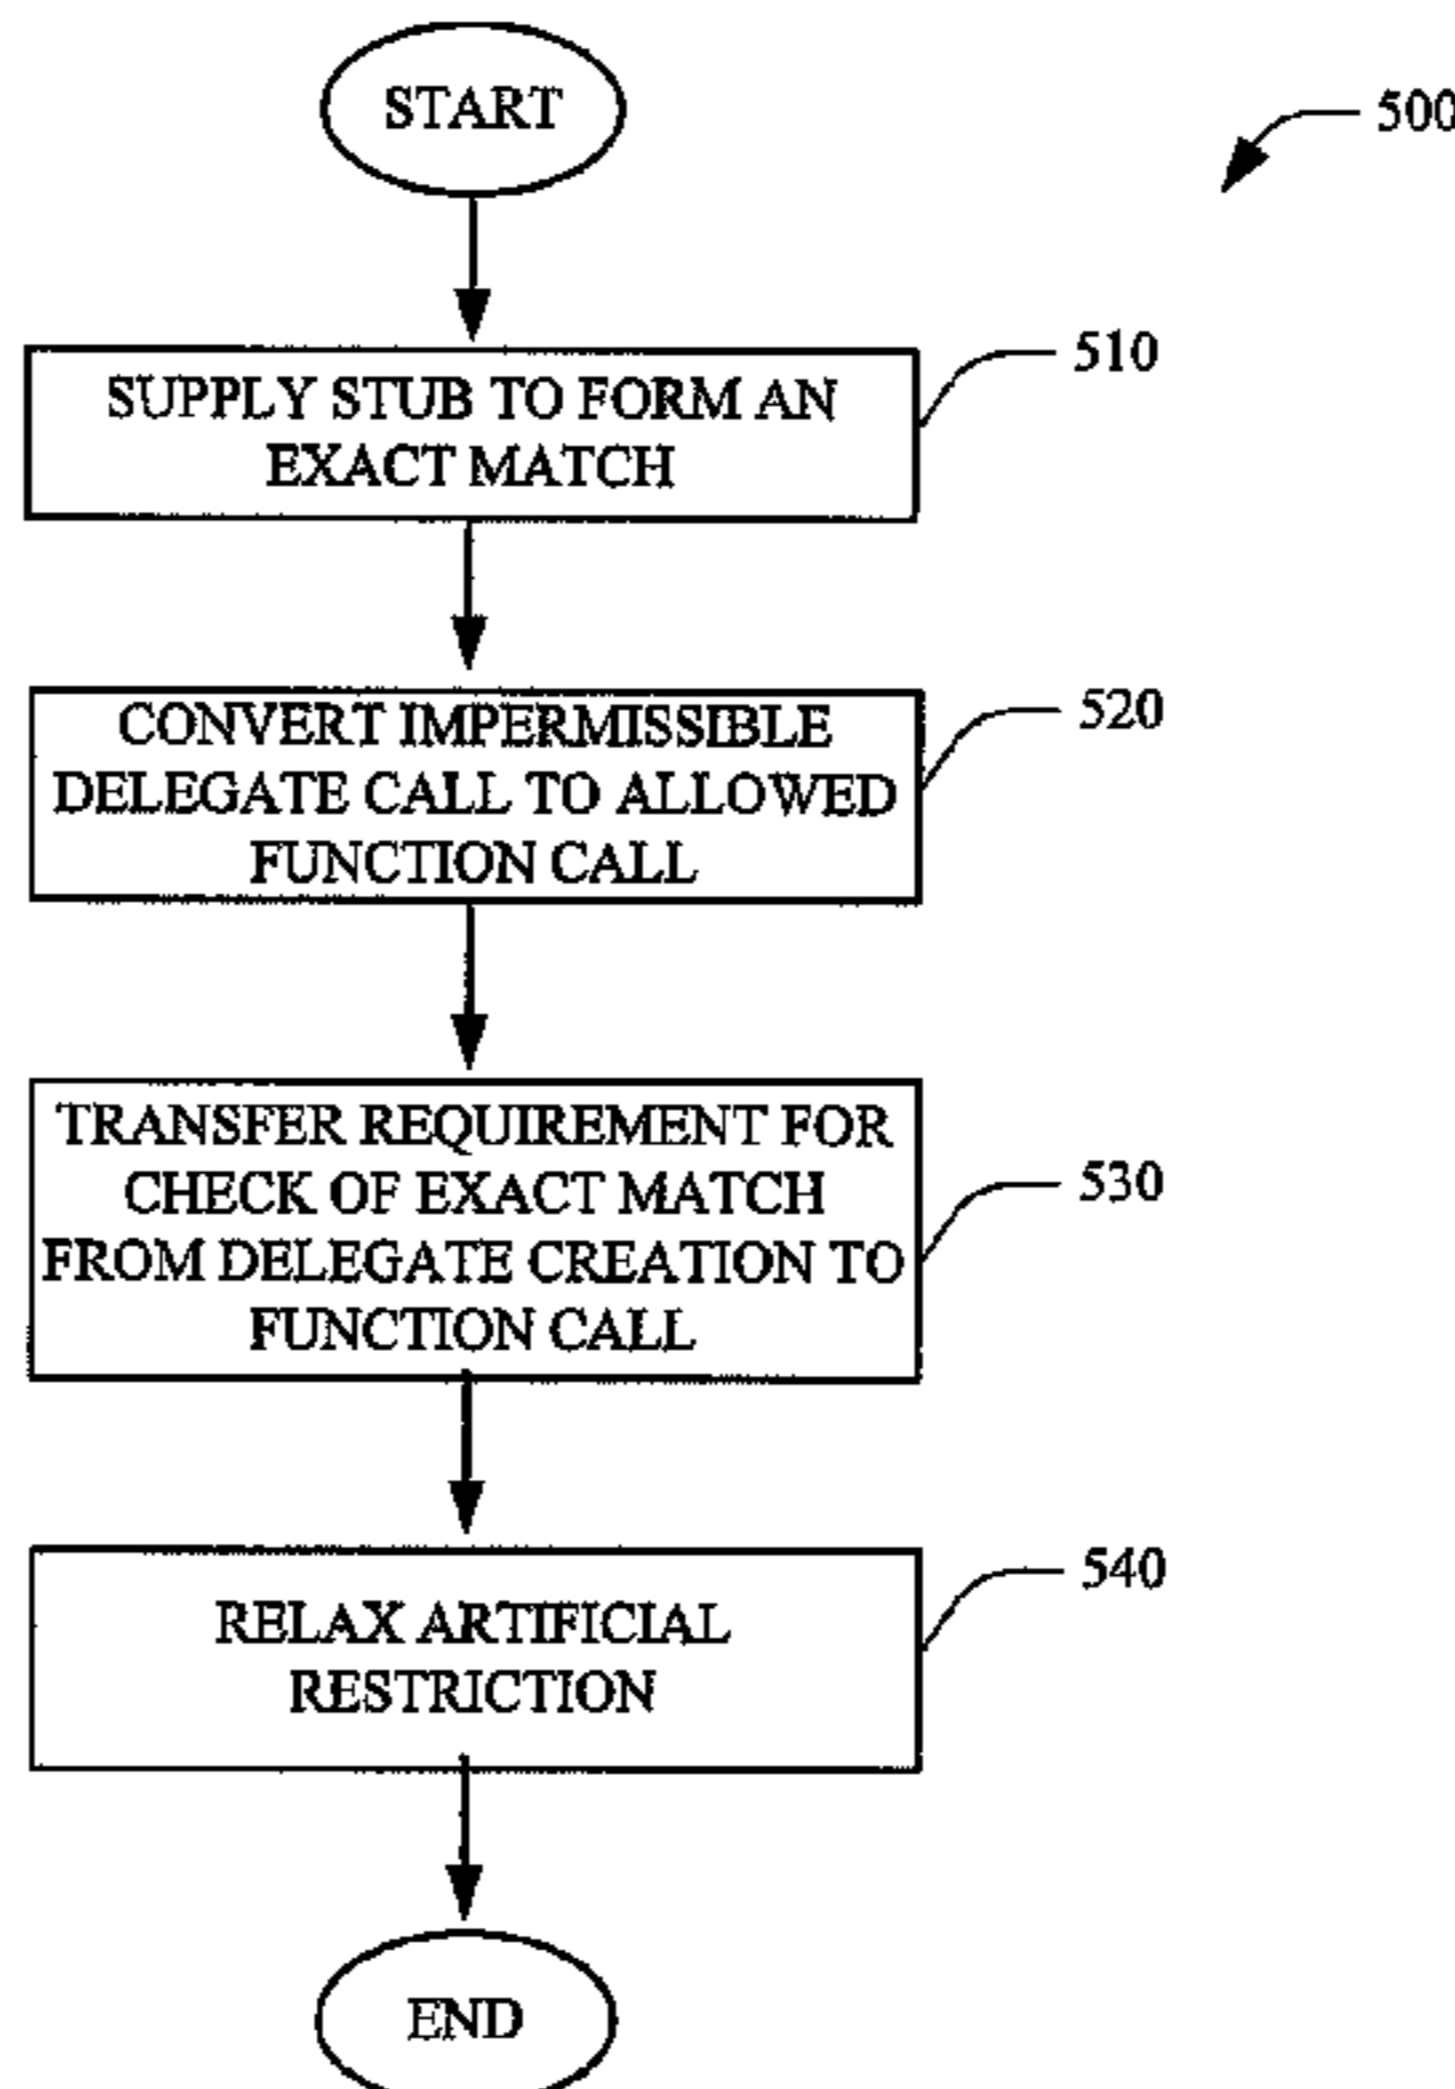 START
500
510
SUPPLY STUB TO FORM AN
EXACT MATCH
520
CONVERT IMPERMISSIBLE
DELEGATE CALL TO ALLOWED
FUNCTION CALL
530
TRANSFER REQUIREMENT FOR
CHECK OF EXACT MATCH
FROM DELEGATE CREATION TO
FUNCTION CALL
540
RELAX ARTIFICIAL
RESTRICTION
END